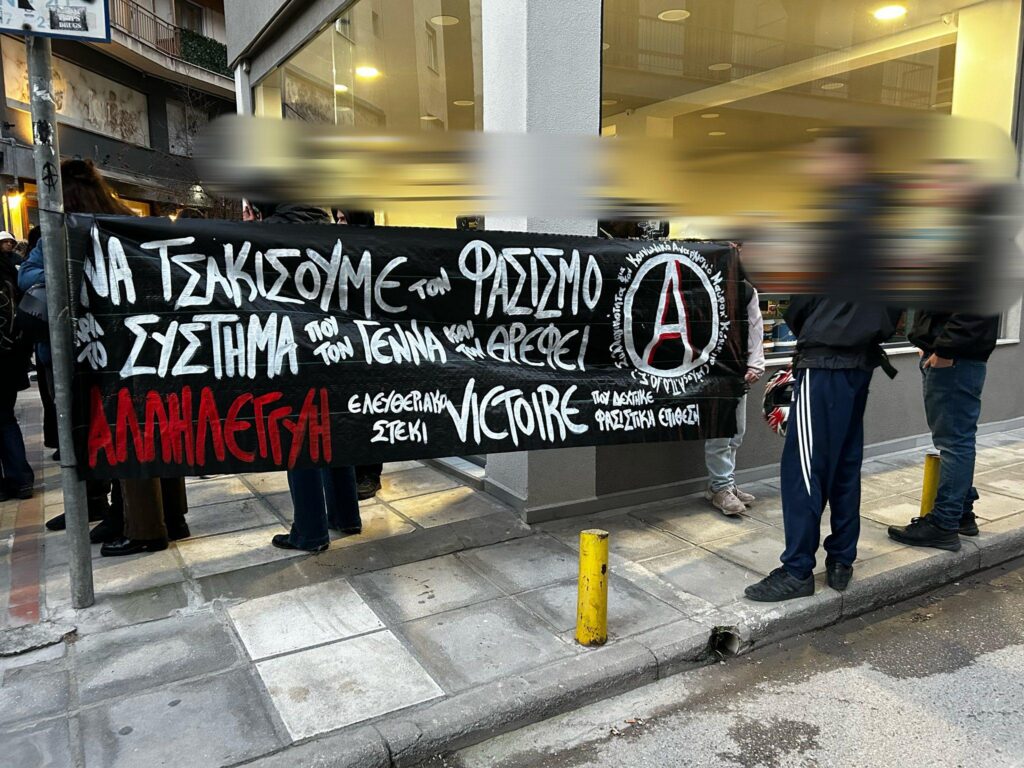 ΝΑ ΤΣΑΚΙΣΟΥΜΕ ΤΟΝ ΦΑΣΙΣΜΟ
ΚΑΙ ΤΟ ΣΥΣΤΗΜΑ ΠΟΥ ΤΟΝ ΓΕΝΝΑ ΚΑΙ ΤΟΝ ΘΡΕΦΕΙ
ΑΛΛΗΛΕΓΓΥΗ
ΕΛΕΥΘΕΡΙΑΚΟ ΣΤΕΚΙ VICTOIRE ΠΟΥ ΔΕΧΤΗΚΕ ΦΑΣΙΣΤΙΚΗ ΕΠΙΘΕΣΗ
Α
DRUGS